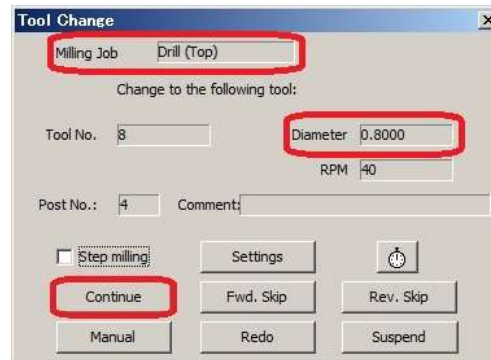 Tool Change
Milling Job Drill (Top)
Change to the following tool:
Tool No. 8 Diameter 0.8000
RPM 40
Post No.: 4 Comment:
Step milling Settings
Continue Fwd. Skip Rev. Skip
Manual Redo Suspend